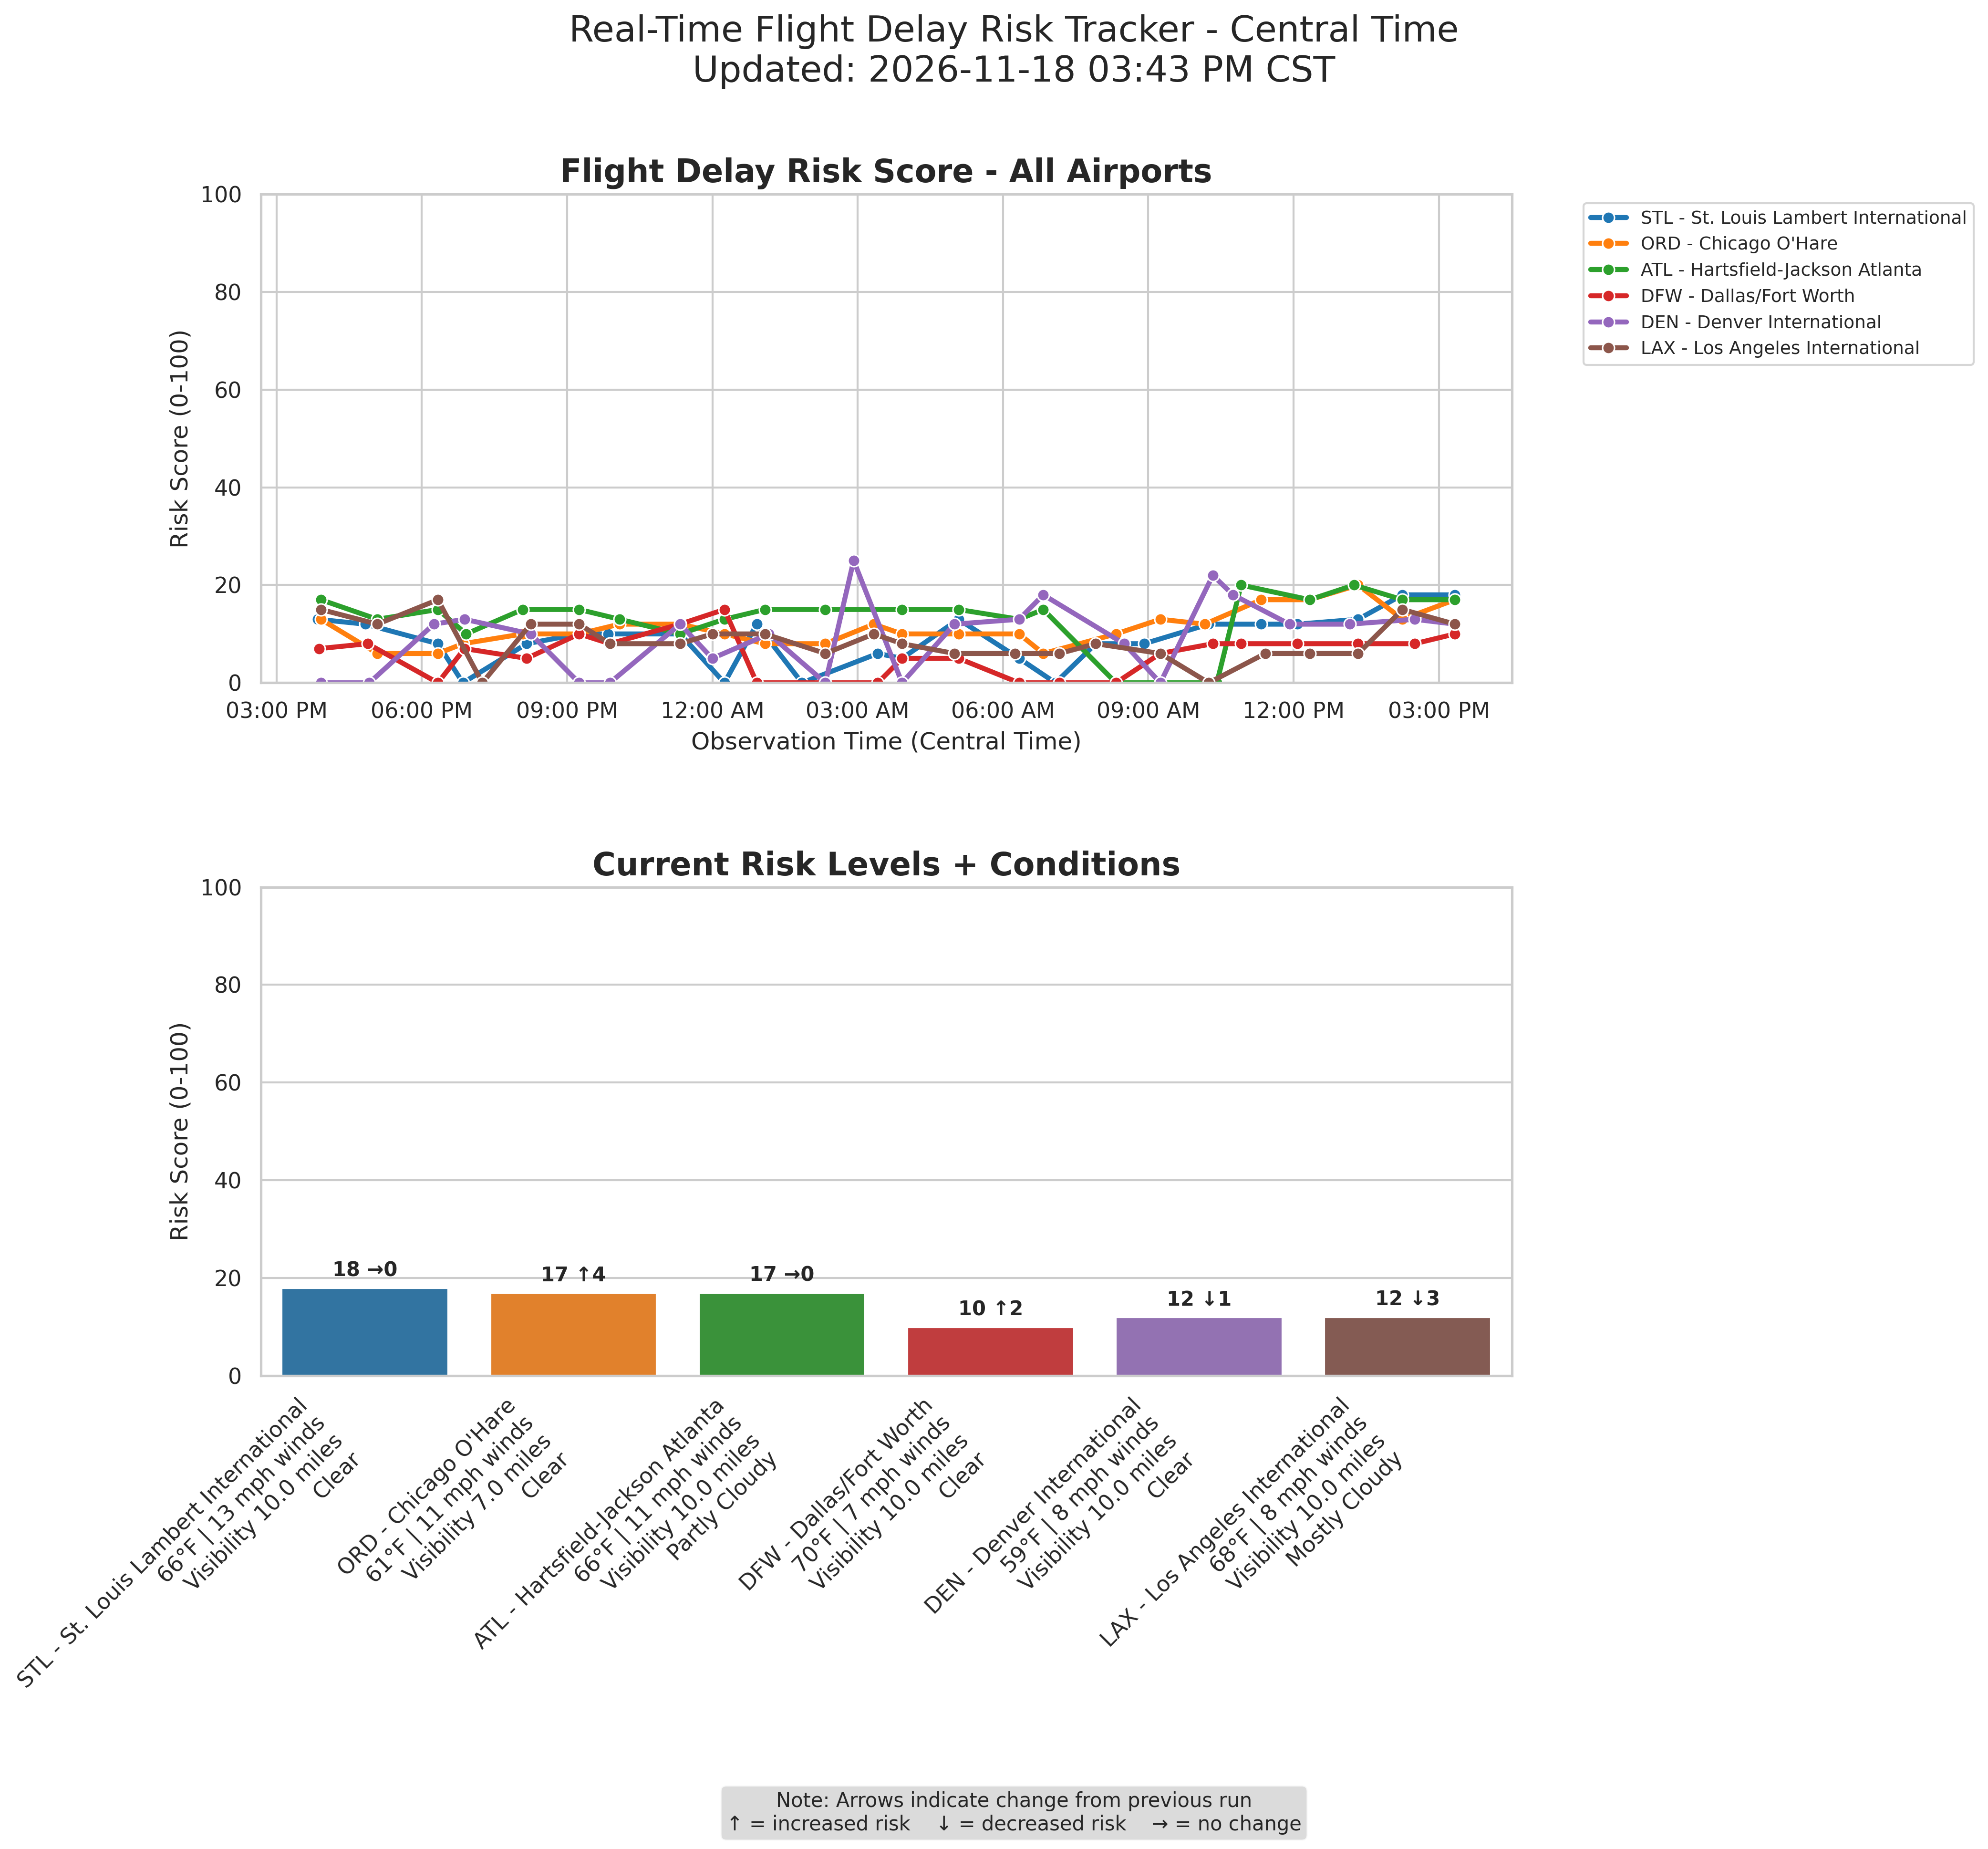 Real-Time Flight Delay Risk Tracker - Central Time
Updated: 2026-11-18 03:43 PM CST
Flight Delay Risk Score - All Airports
100
80
60
40
20
0
Risk Score (0-100)
03:00 PM
06:00 PM
09:00 PM
12:00 AM
03:00 AM
06:00 AM
09:00 AM
12:00 PM
03:00 PM
Observation Time (Central Time)
STL - St. Louis Lambert International
ORD - Chicago O'Hare
ATL - Hartsfield-Jackson Atlanta
DFW - Dallas/Fort Worth
DEN - Denver International
LAX - Los Angeles International
Current Risk Levels + Conditions
100
80
60
40
20
0
Risk Score (0-100)
18 →0
17 ↑4
17 →0
10 ↑2
12 ↓1
12 ↓3
STL - St. Louis Lambert International
66°F | 13 mph winds
Visibility 10.0 miles
Clear
ORD - Chicago O'Hare
61°F | 11 mph winds
Visibility 7.0 miles
Clear
ATL - Hartsfield-Jackson Atlanta
66°F | 11 mph winds
Visibility 10.0 miles
Partly Cloudy
DFW - Dallas/Fort Worth
70°F | 7 mph winds
Visibility 10.0 miles
Clear
DEN - Denver International
59°F | 8 mph winds
Visibility 10.0 miles
Clear
LAX - Los Angeles International
68°F | 8 mph winds
Visibility 10.0 miles
Mostly Cloudy
Note: Arrows indicate change from previous run
↑ = increased risk    ↓ = decreased risk    → = no change